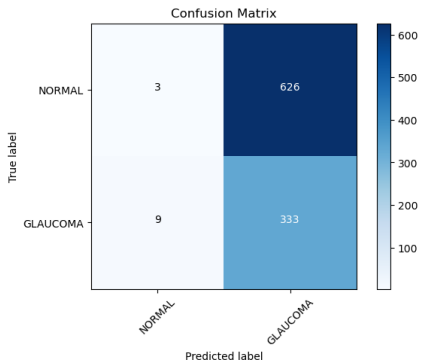 Confusion Matrix
NORMAL
3
626
600
500
400
300
200
100
True label
GLAUCOMA
9
333
NORMAL
GLAUCOMA
Predicted label